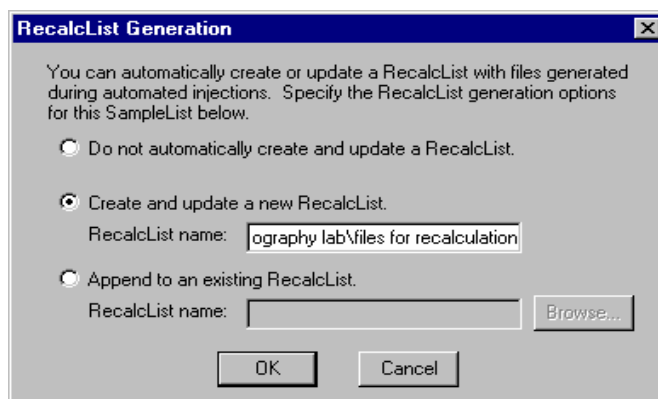 RecalcList Generation
You can automatically create or update a RecalcList with files generated
during automated injections. Specify the RecalcList generation options
for this SampleList below.
Do not automatically create and update a RecalcList.
Create and update a new RecalcList.
RecalcList name: ography lab\files for recalculation
Append to an existing RecalcList.
RecalcList name: Browse...
OK Cancel